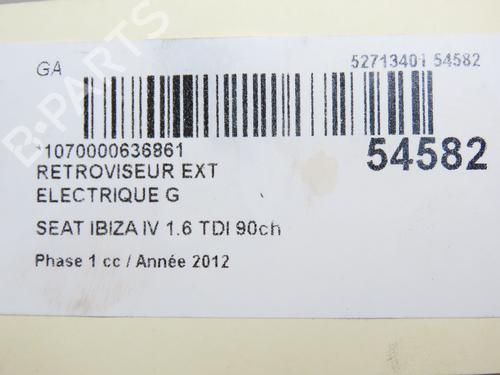 GA
52713401 54582
*1070000636861
54582
RETROVISEUR EXT
ELECTRIQUE G
SEAT IBIZA IV 1.6 TDI 90ch
Phase 1 cc / Année 2012
B-PARTS